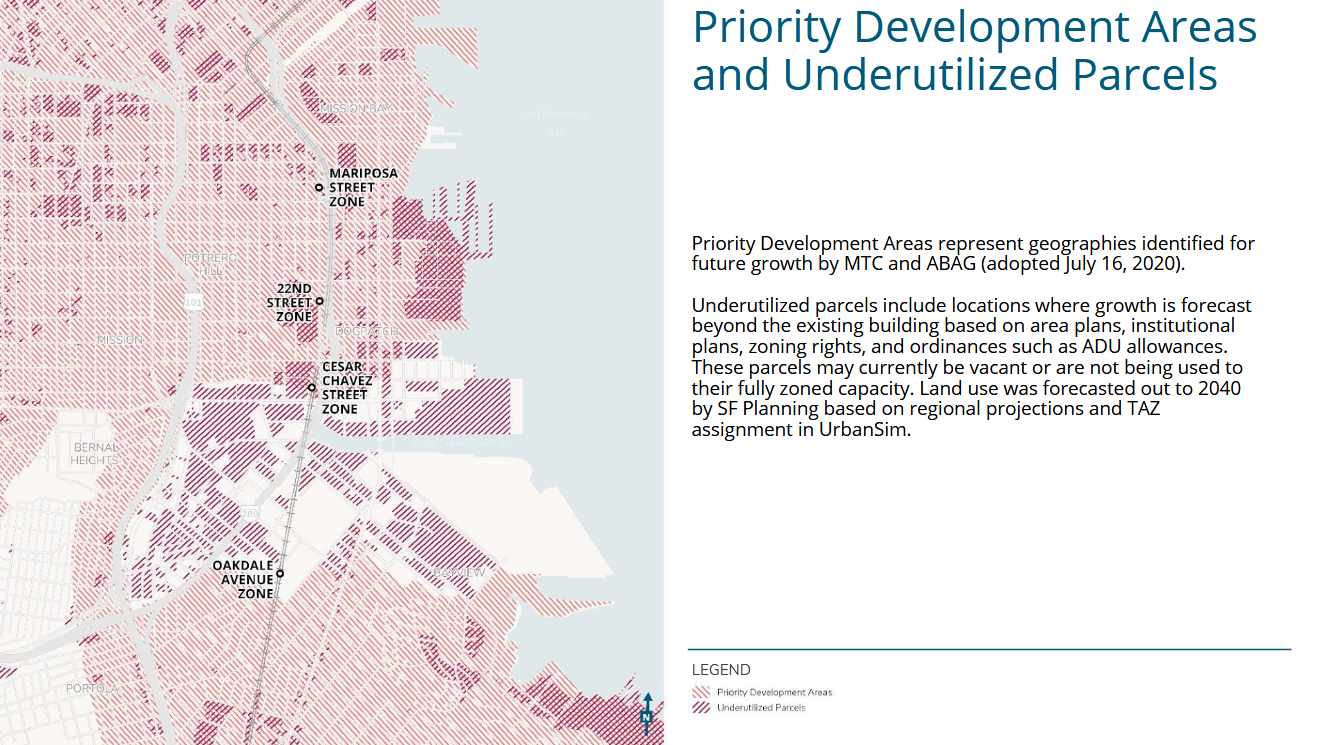 Priority Development Areas
and Underutilized Parcels
Priority Development Areas represent geographies identified for
future growth by MTC and ABAG (adopted July 16, 2020).
Underutilized parcels include locations where growth is forecast
beyond the existing building based on area plans, institutional
plans, zoning rights, and ordinances such as ADU allowances.
These parcels may currently be vacant or are not being used to
their fully zoned capacity. Land use was forecasted out to 2040
by SF Planning based on regional projections and TAZ
assignment in UrbanSim.
LEGEND
Priority Development Areas
Underutilized Parcels
MISSION BAY
San Francisco
Bay
MARIPOSA
STREET
ZONE
POTRERO
HILL
101
22ND
STREET
ZONE
DOGPATCH
MISSION
CESAR
CHAVEZ
STREET
ZONE
BERNAL
HEIGHTS
280
OAKDALE
AVENUE
ZONE
BAYVIEW
PORTOLA
N